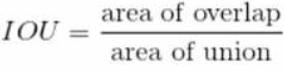 IOU = area of overlap
area of union